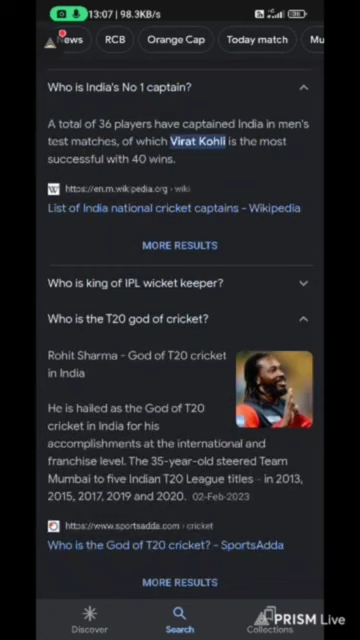 13:07 | 98.3KB/s
News
RCB
Orange Cap
Today match
Mu
Who is India's No 1 captain?
A total of 36 players have captained India in men's
test matches, of which Virat Kohli is the most
successful with 40 wins.
W https://en.m.wikipedia.org › wiki
List of India national cricket captains - Wikipedia
MORE RESULTS
Who is king of IPL wicket keeper?
Who is the T20 god of cricket?
Rohit Sharma - God of T20 cricket
in India
He is hailed as the God of T20
cricket in India for his
accomplishments at the international and
franchise level. The 35-year-old steered Team
Mumbai to five Indian T20 League titles - in 2013,
2015, 2017, 2019 and 2020. 02-Feb-2023
https://www.sportsadda.com › cricket
Who is the God of T20 cricket? - SportsAdda
MORE RESULTS
Discover
Search
Collections
PRISM Live